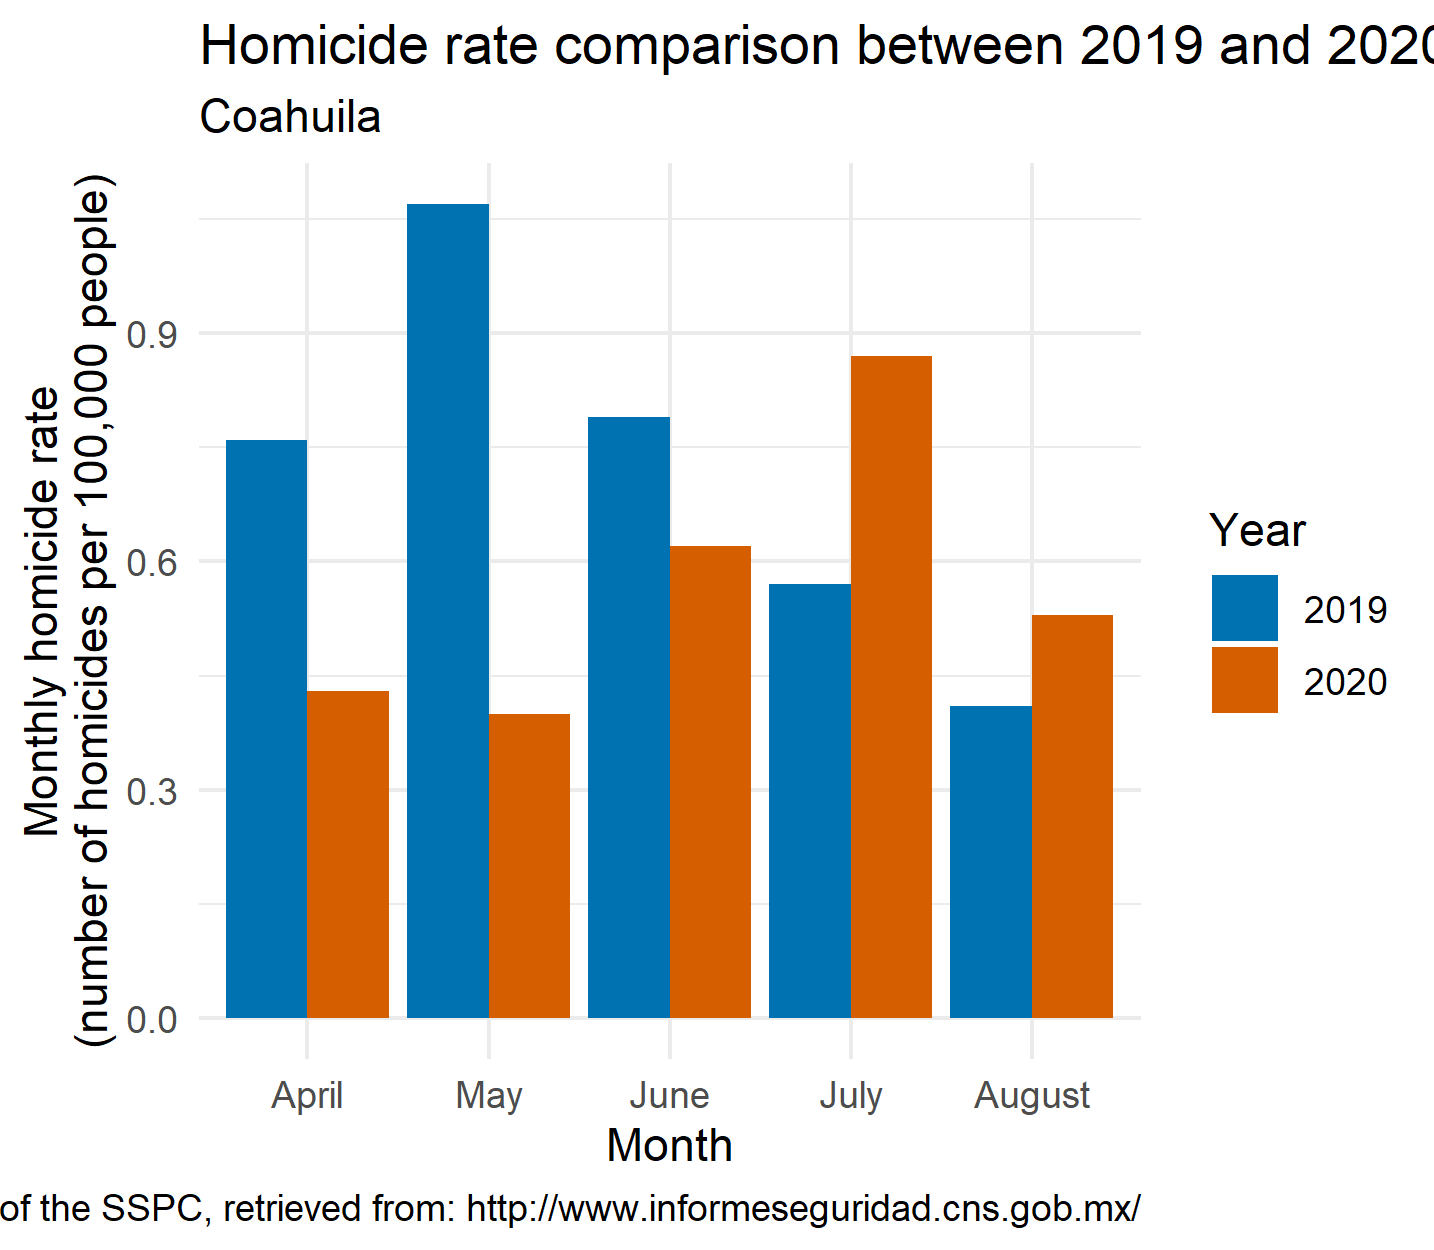 Homicide rate comparison between 2019 and 2020
Coahuila
Monthly homicide rate
(number of homicides per 100,000 people)
0.9
0.6
0.3
0.0
April May June July August
Month
Year
2019
2020
of the SSPC, retrieved from: http://www.informeseguridad.cns.gob.mx/